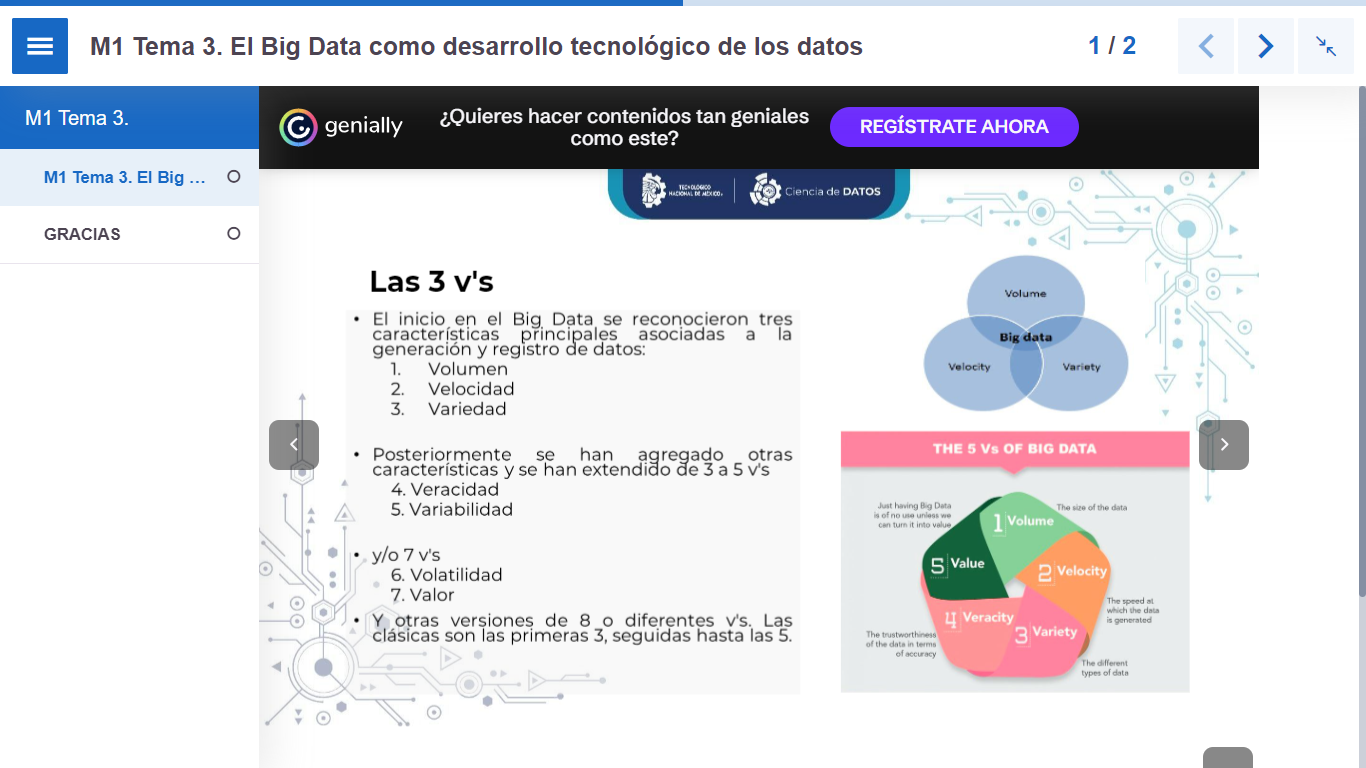 M1 Tema 3. El Big Data como desarrollo tecnológico de los datos
1 / 2
M1 Tema 3.
M1 Tema 3. El Big ...
GRACIAS
genially
¿Quieres hacer contenidos tan geniales
como este?
REGÍSTRATE AHORA
TECNOLÓGICO
NACIONAL DE MÉXICO
Ciencia de DATOS
Las 3 v's
• El inicio en el Big Data se reconocieron tres
características principales asociadas a la
generación y registro de datos:
1. Volumen
2. Velocidad
3. Variedad
• Posteriormente se han agregado otras
características y se han extendido de 3 a 5 v's
4. Veracidad
5. Variabilidad
• y/o 7 v's
6. Volatilidad
7. Valor
• Y otras versiones de 8 o diferentes v's. Las
clásicas son las primeras 3, seguidas hasta las 5.
Volume
Big data
Velocity
Variety
THE 5 Vs OF BIG DATA
Just having Big Data
is of no use unless we
can turn it into value
The size of the data
1 Volume
5 Value
2 Velocity
The speed at
which the data
is generated
4 Veracity
3 Variety
The trustworthiness
of the data in terms
of accuracy
The different
types of data